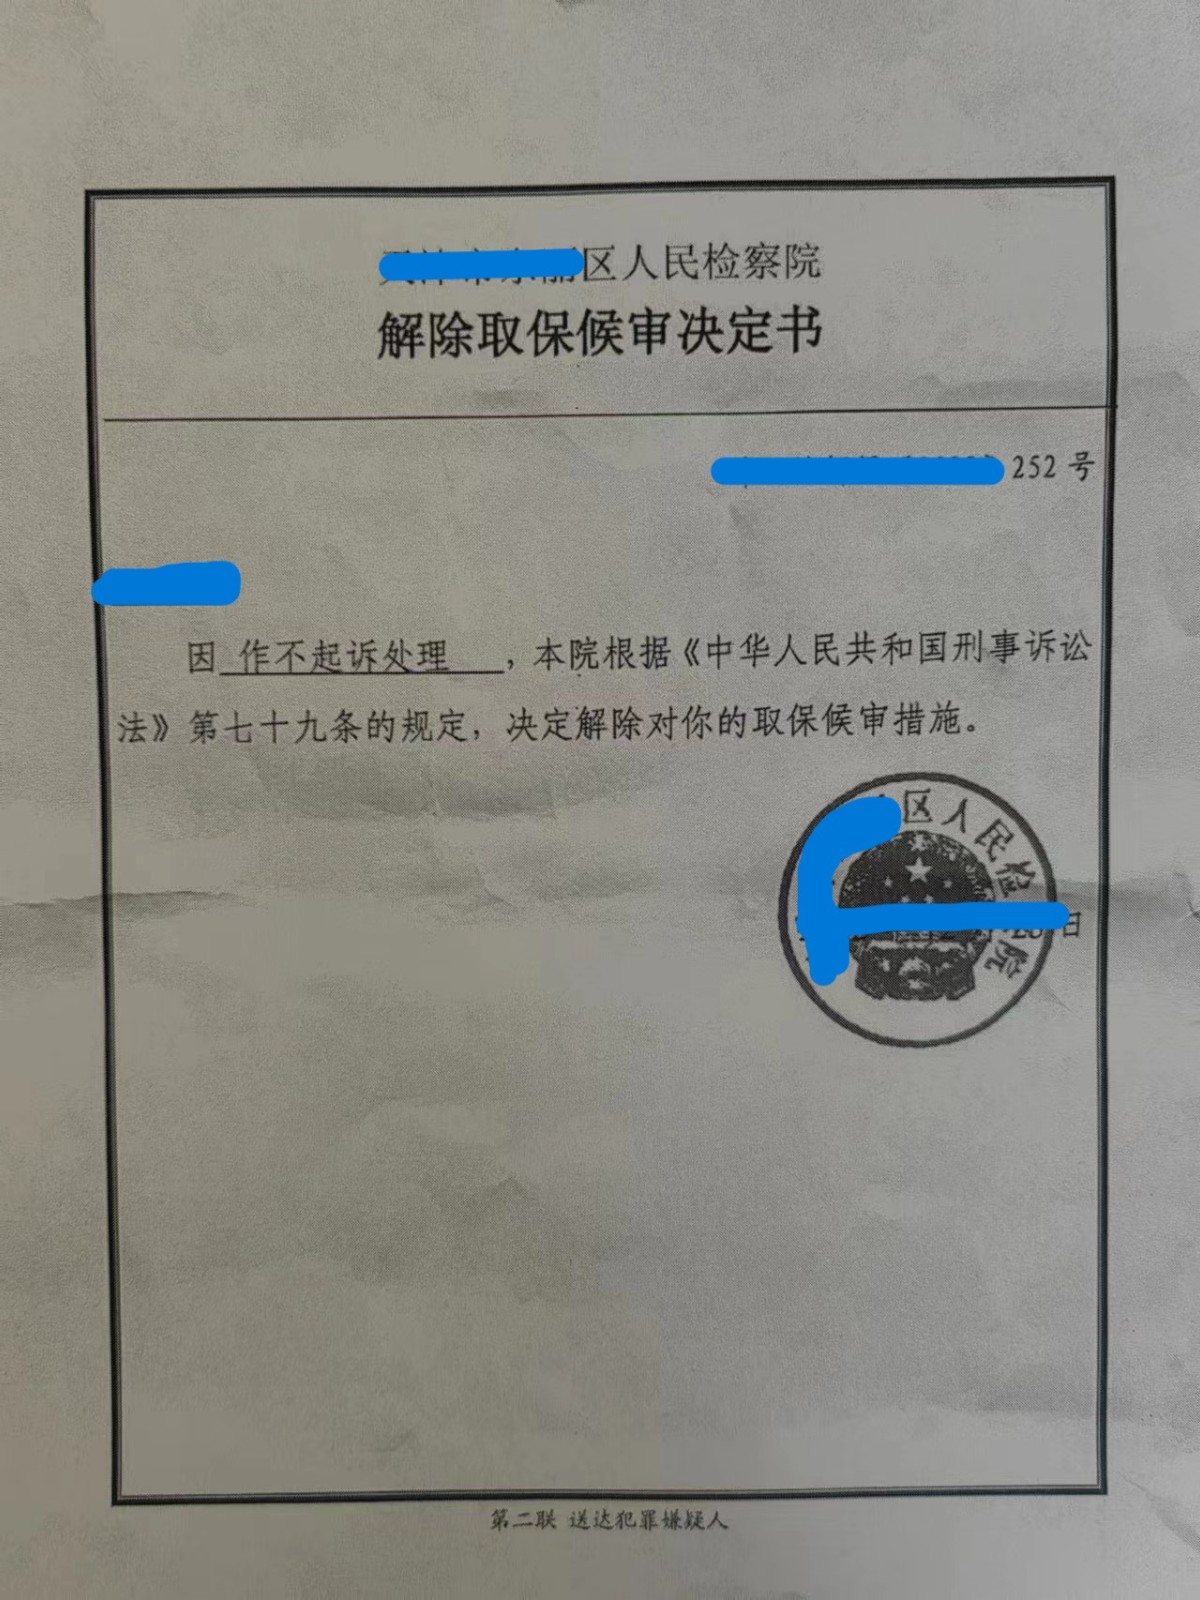 区人民检察院
解除取保候审决定书
252 号
因 作不起诉处理 ，本院根据《中华人民共和国刑事诉讼
法》第七十九条的规定，决定解除对你的取保候审措施。
区人民检 院
日
第二联 送达犯罪嫌疑人